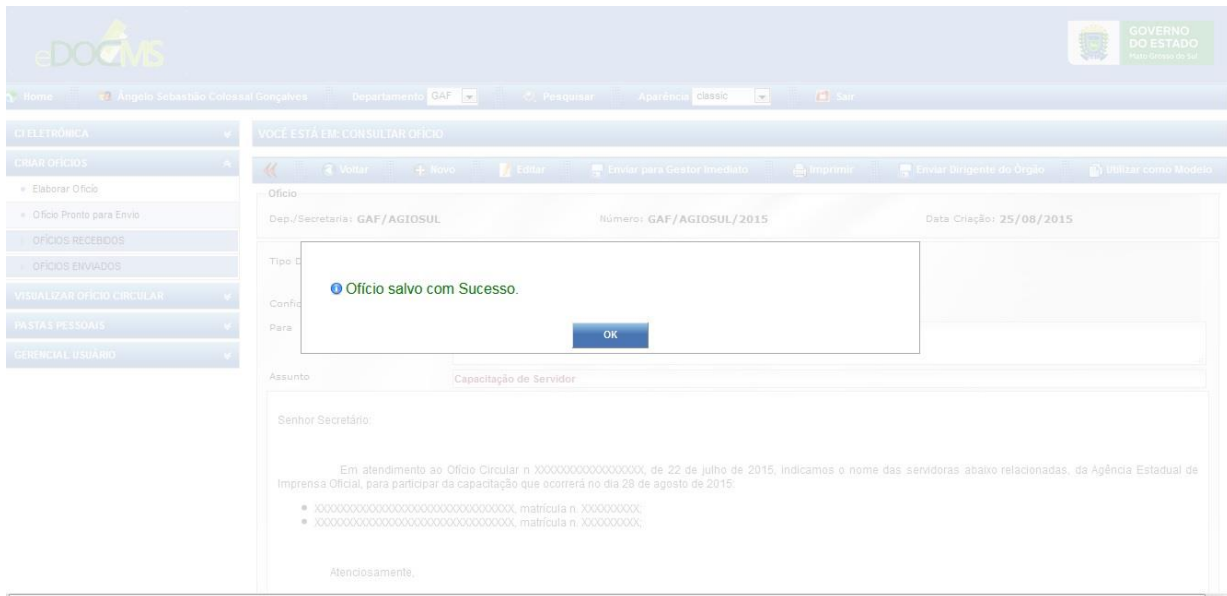 eDOCMS
GOVERNO
DO ESTADO
Mato Grosso do Sul
Home Ângelo Sebastião Colossal Gonçalves Departamento GAF Pesquisar Aparência classic Sair
CI ELETRÔNICA
VOCÊ ESTÁ EM: CONSULTAR OFÍCIO
CRIAR OFÍCIOS
Voltar Novo Editar Enviar para Gestor Imediato Imprimir Enviar Dirigente do Órgão Utilizar como Modelo
Elaborar Ofício
Ofício
Ofício Pronto para Envio
Dep./Secretaria: GAF/AGIOSUL Número: GAF/AGIOSUL/2015 Data Criação: 25/08/2015
OFÍCIOS RECEBIDOS
OFÍCIOS ENVIADOS
Tipo D
Ofício salvo com Sucesso.
VISUALIZAR OFÍCIO CIRCULAR
Confid
PASTAS PESSOAIS
Para
OK
GERENCIAL USUÁRIO
Assunto Capacitação de Servidor
Senhor Secretário:
Em atendimento ao Ofício Circular n XXXXXXXXXXXXXXXXX, de 22 de julho de 2015, indicamos o nome das servidoras abaixo relacionadas, da Agência Estadual de
Imprensa Oficial, para participar da capacitação que ocorrerá no dia 28 de agosto de 2015:
XXXXXXXXXXXXXXXXXXXXXXXXXXXXXXX, matrícula n. XXXXXXXXX;
XXXXXXXXXXXXXXXXXXXXXXXXXXXXXXX, matrícula n. XXXXXXXXX;
Atenciosamente,